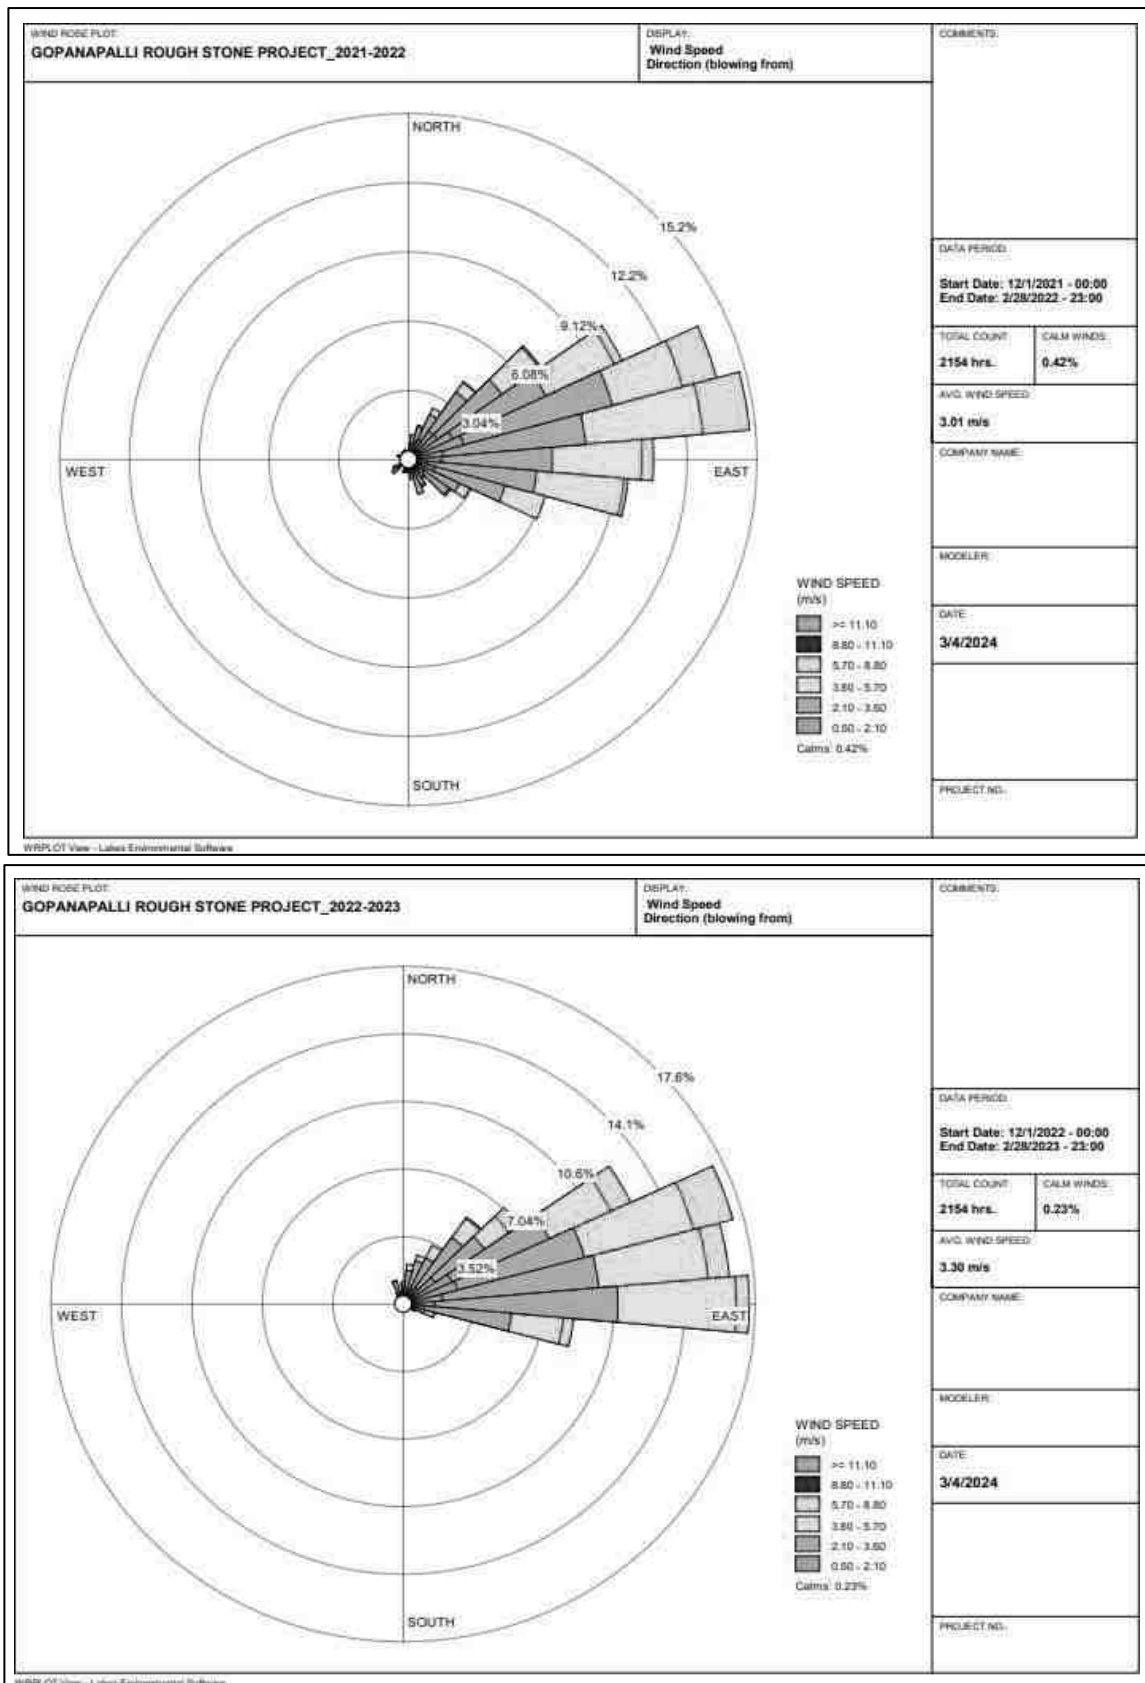 WIND ROSE PLOT:
GOPANAPALLI ROUGH STONE PROJECT_2021-2022
DISPLAY:
Wind Speed
Direction (blowing from)
COMMENTS:
NORTH
15.2%
12.2%
9.12%
6.08%
3.04%
WEST
EAST
SOUTH
WIND SPEED
(m/s)
>= 11.10
8.80 - 11.10
5.70 - 8.80
3.60 - 5.70
2.10 - 3.60
0.50 - 2.10
Calms: 0.42%
DATA PERIOD:
Start Date: 12/1/2021 - 00:00
End Date: 2/28/2022 - 23:00
TOTAL COUNT:
2154 hrs.
CALM WINDS:
0.42%
AVG. WIND SPEED:
3.01 m/s
COMPANY NAME:
MODELER:
DATE:
3/4/2024
PROJECT NO.:
WRPLOT View - Lakes Environmental Software
WIND ROSE PLOT:
GOPANAPALLI ROUGH STONE PROJECT_2022-2023
DISPLAY:
Wind Speed
Direction (blowing from)
COMMENTS:
NORTH
17.6%
14.1%
10.6%
7.04%
3.52%
WEST
EAST
SOUTH
WIND SPEED
(m/s)
>= 11.10
8.80 - 11.10
5.70 - 8.80
3.60 - 5.70
2.10 - 3.60
0.50 - 2.10
Calms: 0.23%
DATA PERIOD:
Start Date: 12/1/2022 - 00:00
End Date: 2/28/2023 - 23:00
TOTAL COUNT:
2154 hrs.
CALM WINDS:
0.23%
AVG. WIND SPEED:
3.30 m/s
COMPANY NAME:
MODELER:
DATE:
3/4/2024
PROJECT NO.:
WRPLOT View - Lakes Environmental Software